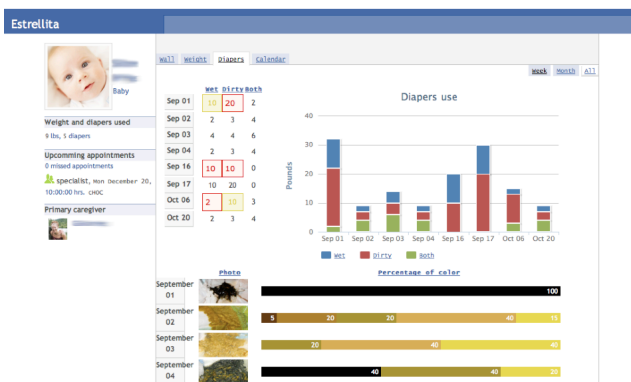 Estrellita
Wall Weight Diapers Calendar
Week Month All
Baby
Weight and diapers used
9 lbs, 5 diapers
Upcomming appointments
0 missed appointments
specialist, Mon December 20,
10:00:00 hrs. CHOC
Primary caregiver
Wet Dirty Both
Sep 01 10 20 2
Sep 02 2 3 4
Sep 03 4 4 6
Sep 04 2 3 4
Sep 16 10 10 0
Sep 17 10 20 0
Oct 06 2 10 3
Oct 20 2 3 4
Diapers use
Pounds
40
30
20
10
0
Sep 01 Sep 02 Sep 03 Sep 04 Sep 16 Sep 17 Oct 06 Oct 20
Wet Dirty Both
Photo Percentage of color
September
01
100
September
02
5 20 20 40 15
September
03
20 40 40
September
04
40 40 20